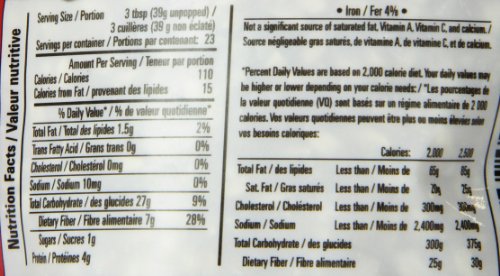 Nutrition Facts / Valeur nutritive
Serving Size / Portion 3 tbsp (39g unpopped) /
3 cuillères (39 g non eclaté)
Servings per container / Portions par contenant: 23
Amount Per Serving / Teneur par portion
Calories / Calories 110
Calories from Fat / provenant des lipides 15
% Daily Value* / % de valeur quotidienne*
Total Fat / Total des lipides 1.5g 2%
Trans Fatty Acid / Gras trans 0g 0%
Cholesterol / Cholestérol 0mg 0%
Sodium / Sodium 10mg 0%
Total Carbohydrate / des glucides 27g 9%
Dietary Fiber / Fibre alimentaire 7g 28%
Sugars / Sucres 1g
Protein / Protéines 4g
• Iron / Fer 4% •
Not a significant source of saturated fat, Vitamin A, Vitamin C, and calcium. /
Source négligeable gras saturés, de vitamine A, de vitamine C, et de calcium.
*Percent Daily Values are based on 2,000 calorie diet. Your daily values may
be higher or lower depending on your calorie needs: / *Les pourcentages de
la valeur quotidienne (VQ) sont basés sur un régime alimentaire de 2 000
calories. Vos valeurs quotidiennes peuvent être plus ou moins élevées selon
vos besoins caloriques:
Calories: 2,000 2,500
Total Fat / des lipides Less than / Moins de 65g 85g
Sat. Fat / Gras saturés Less than / Moins de 25g
Cholesterol / Cholésterol Less than / Moins de 300mg
Sodium / Sodium Less than / Moins de 2,400mg 2,400mg
Total Carbohydrate / des glucides 300g 375g
Dietary Fiber / Fibre alimentaire 25g 30g